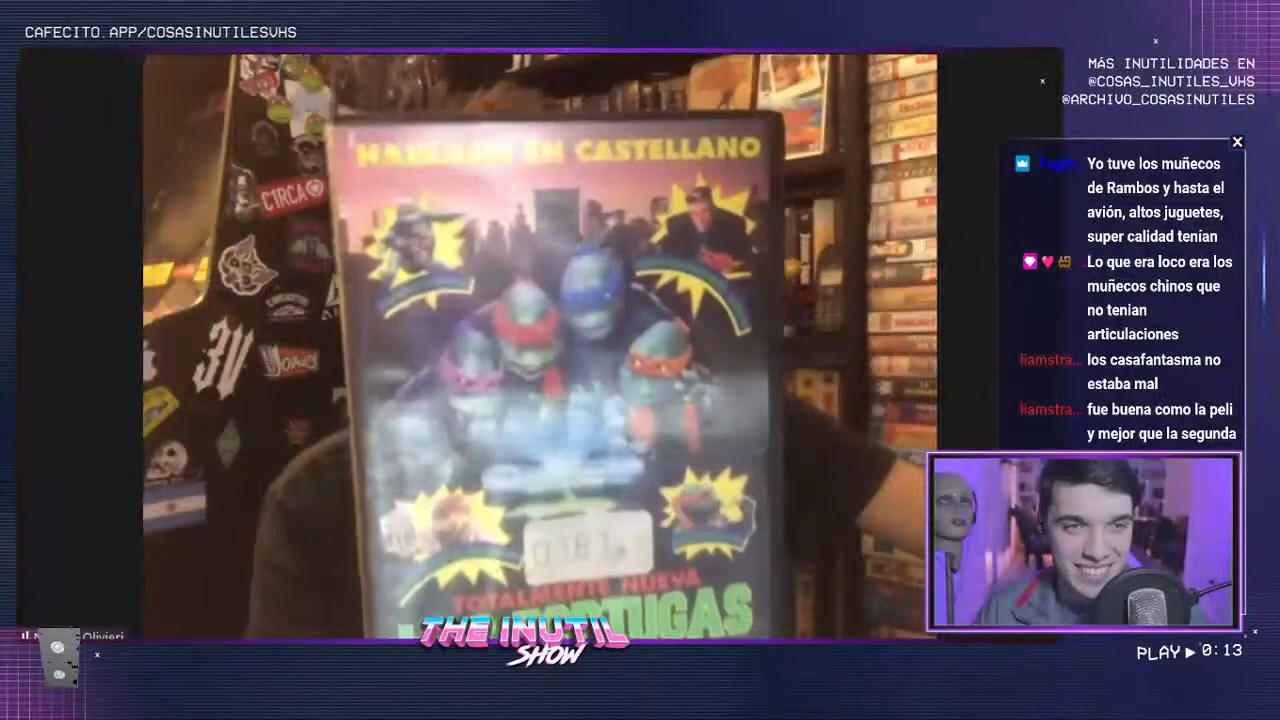 CAFECITO.APP/COSASINUTILESVHS
MÁS INUTILIDADES EN
@COSAS_INUTILES_VHS
@ARCHIVO_COSASINUTILES
Yo tuve los muñecos
de Rambos y hasta el
avión, altos juguetes,
super calidad tenían
Lo que era loco era los
muñecos chinos que
no tenian
articulaciones
liamstra... los casafantasma no
estaba mal
liamstra... fue buena como la peli
y mejor que la segunda
EN CASTELLANO
C1RCA
TOTALMENTE NUEVA
TORTUGAS
THE INUTIL
SHOW
Olivieri
PLAY 0:13